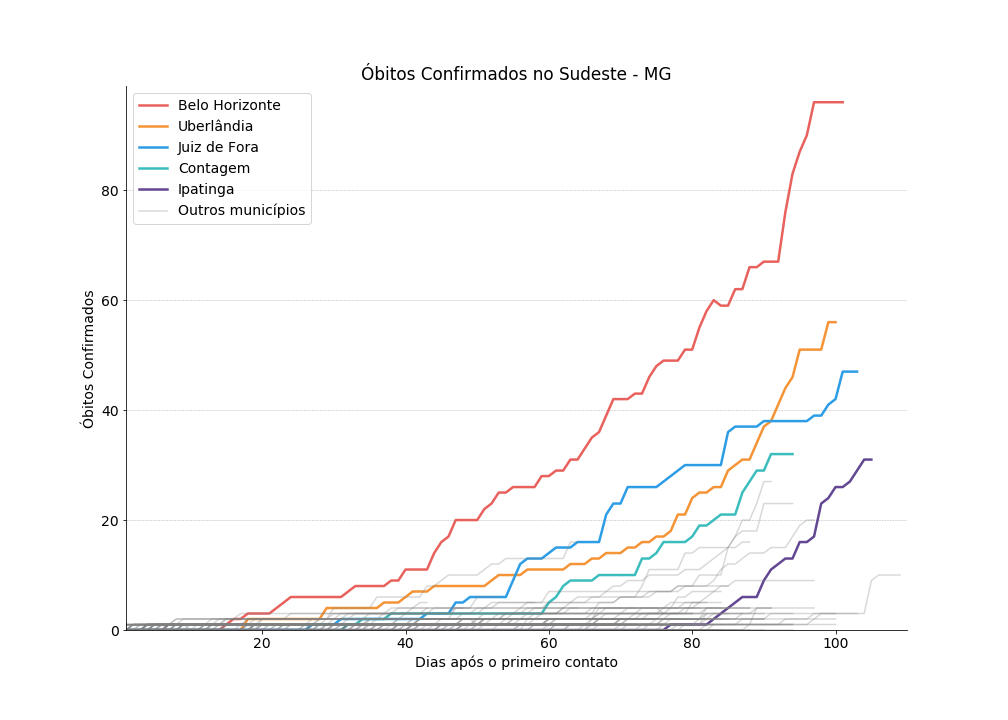 Óbitos Confirmados no Sudeste - MG
Belo Horizonte
Uberlândia
Juiz de Fora
Contagem
Ipatinga
Outros municípios
Óbitos Confirmados
80
60
40
20
0
20
40
60
80
100
Dias após o primeiro contato